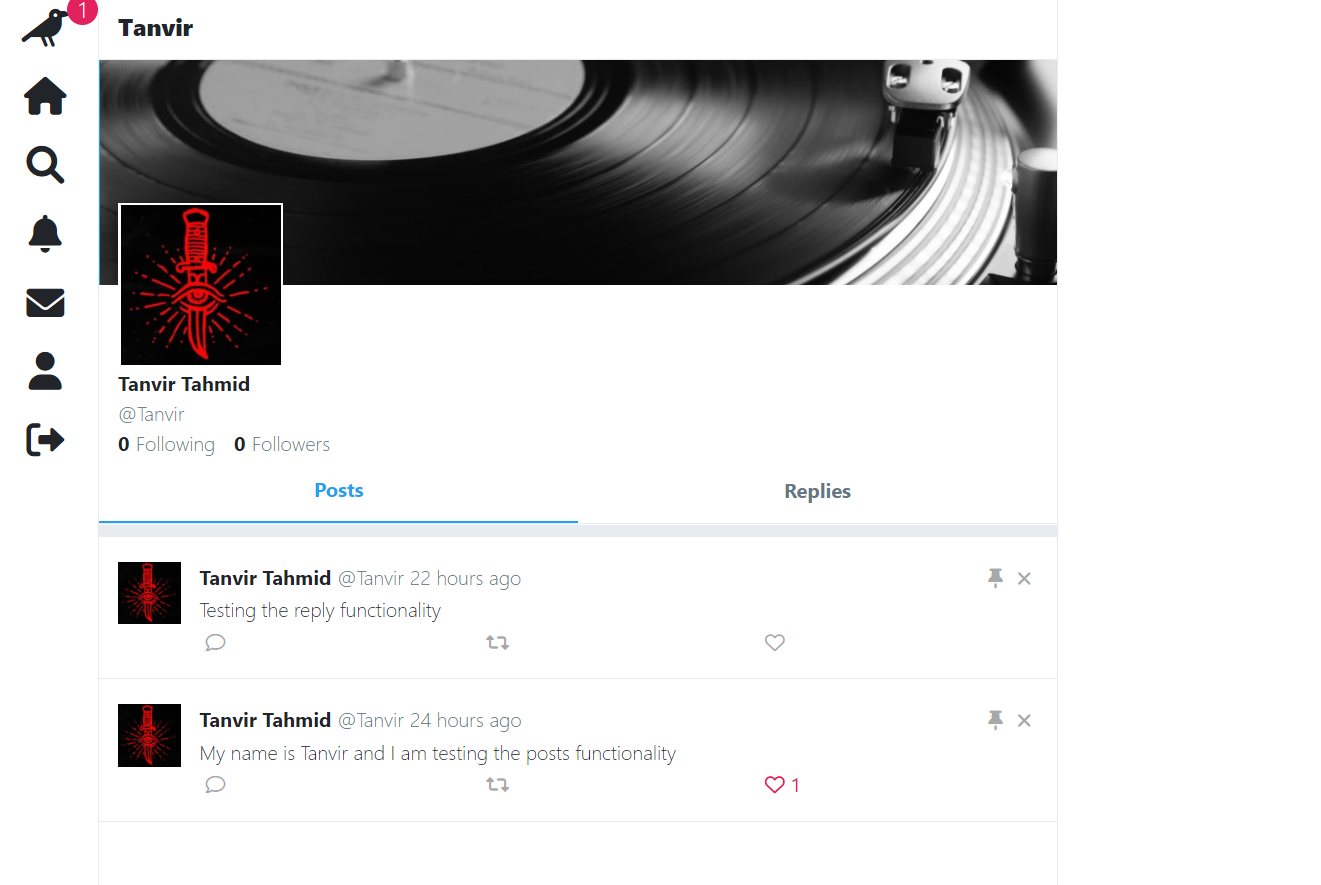 1
Tanvir
Tanvir Tahmid
@Tanvir
0 Following 0 Followers
Posts Replies
Tanvir Tahmid @Tanvir 22 hours ago
Testing the reply functionality
Tanvir Tahmid @Tanvir 24 hours ago
My name is Tanvir and I am testing the posts functionality
1